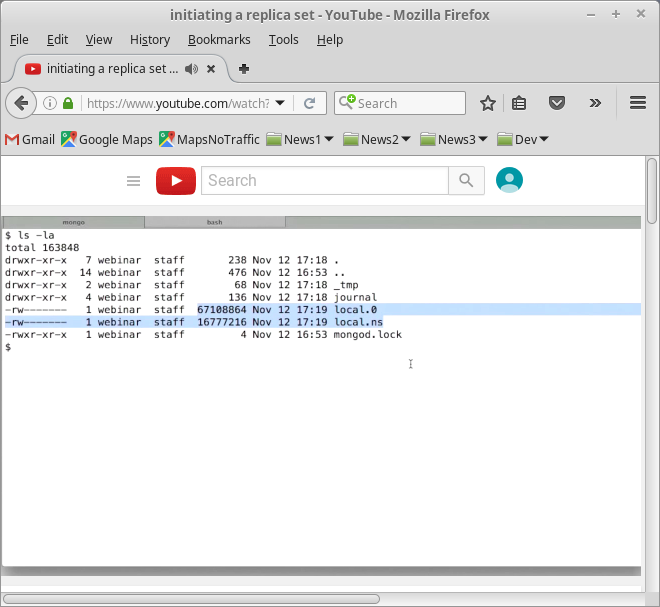 initiating a replica set - YouTube - Mozilla Firefox
File Edit View History Bookmarks Tools Help
initiating a replica set ...
https://www.youtube.com/watch? Search
Gmail Google Maps MapsNoTraffic News1 News2 News3 Dev
Search
mongo bash
$ ls -la
total 163848
drwxr-xr-x 7 webinar staff 238 Nov 12 17:18 .
drwxr-xr-x 14 webinar staff 476 Nov 12 16:53 ..
drwxr-xr-x 2 webinar staff 68 Nov 12 17:18 _tmp
drwxr-xr-x 4 webinar staff 136 Nov 12 17:18 journal
-rw------- 1 webinar staff 67108864 Nov 12 17:19 local.0
-rw------- 1 webinar staff 16777216 Nov 12 17:19 local.ns
-rwxr-xr-x 1 webinar staff 4 Nov 12 16:53 mongod.lock
$